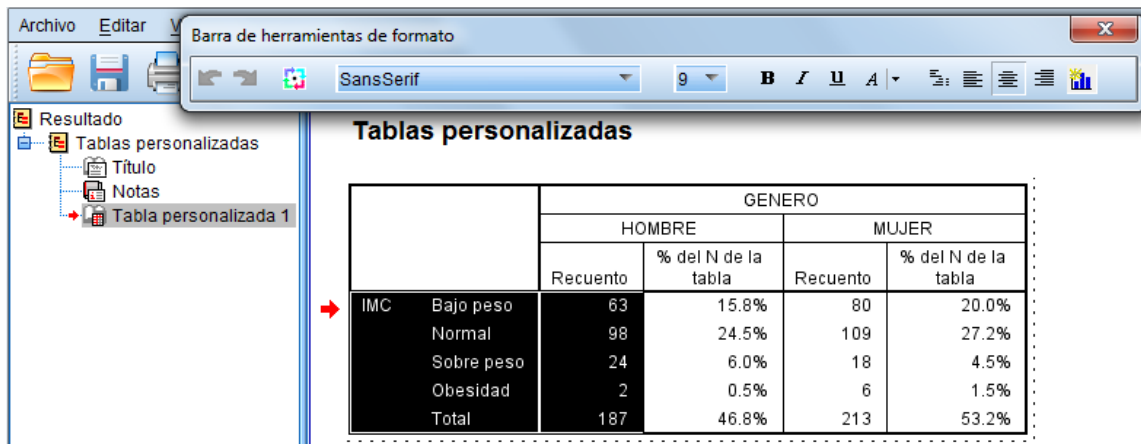 Archivo Editar
Barra de herramientas de formato
SansSerif 9 B I U A
Resultado
Tablas personalizadas
Título
Notas
Tabla personalizada 1
Tablas personalizadas
GENERO
HOMBRE MUJER
Recuento % del N de la tabla Recuento % del N de la tabla
IMC Bajo peso 63 15.8% 80 20.0%
Normal 98 24.5% 109 27.2%
Sobre peso 24 6.0% 18 4.5%
Obesidad 2 0.5% 6 1.5%
Total 187 46.8% 213 53.2%